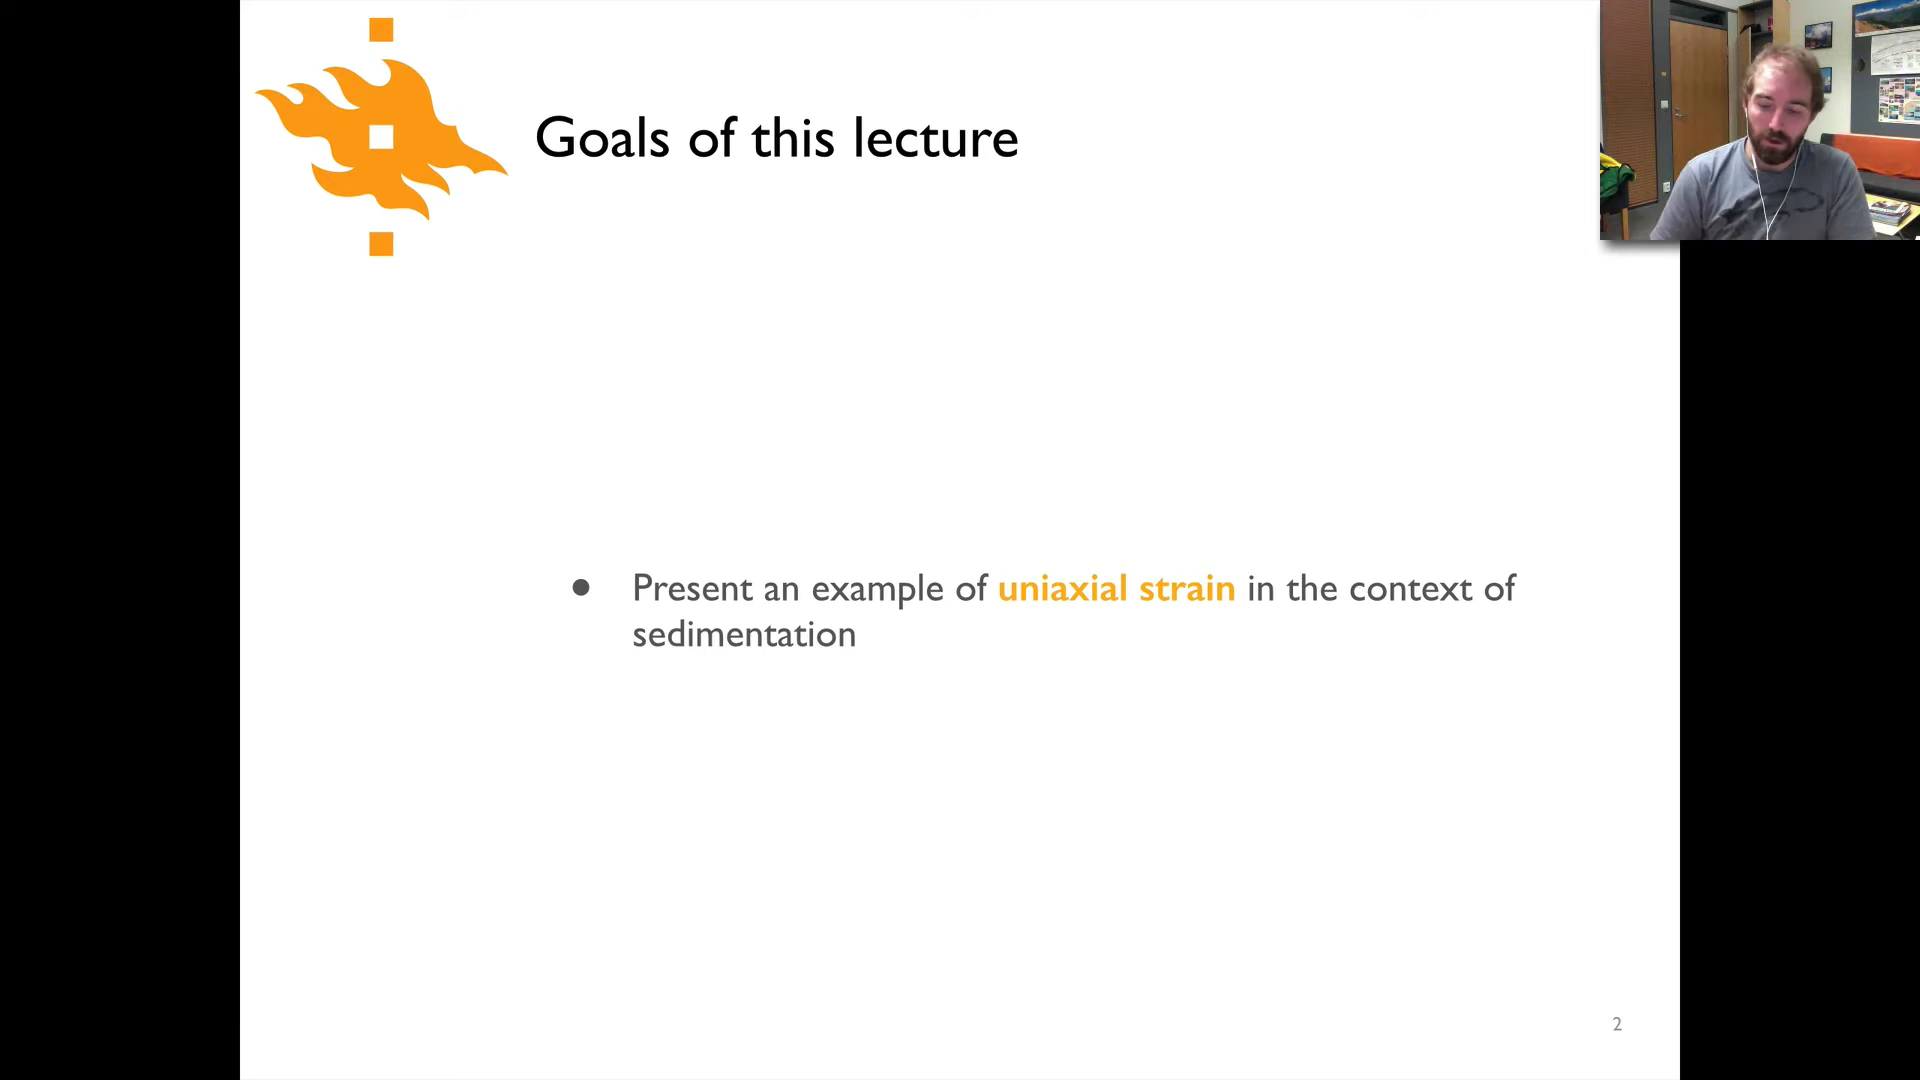 Goals of this lecture
● Present an example of uniaxial strain in the context of
sedimentation
2